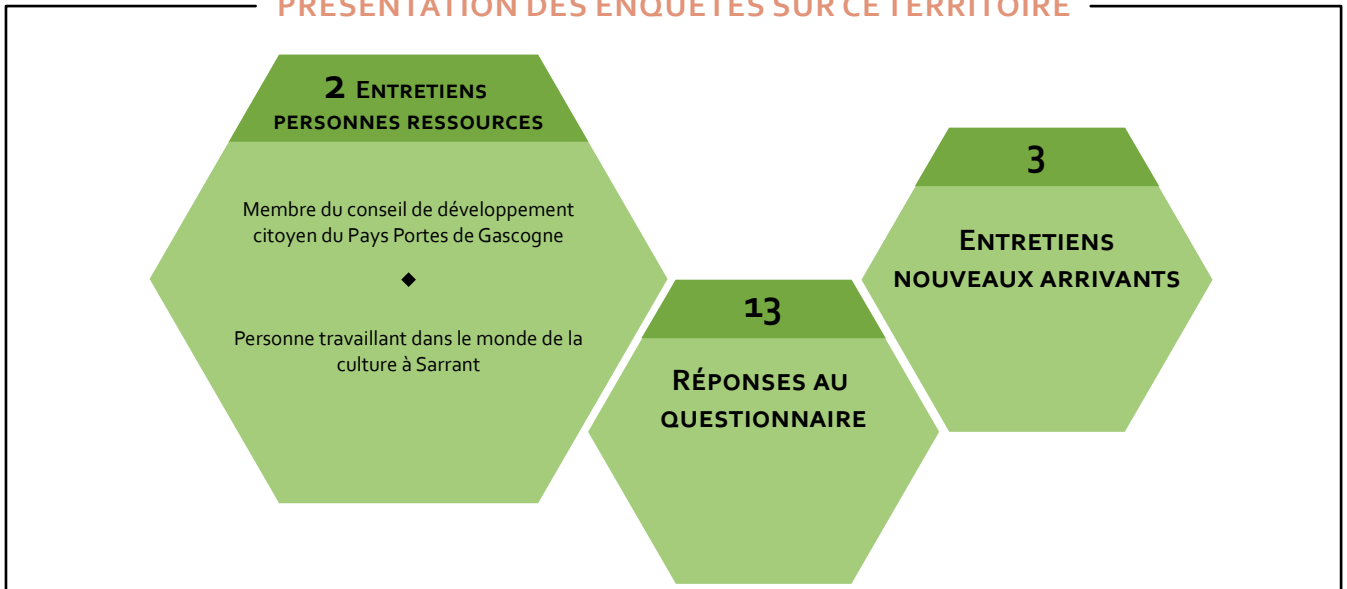 PRÉSENTATION DES ENQUÊTES SUR CE TERRITOIRE
2 ENTRETIENS
PERSONNES RESSOURCES
Membre du conseil de développement
citoyen du Pays Portes de Gascogne
◆
Personne travaillant dans le monde de la
culture à Sarrant
13
RÉPONSES AU
QUESTIONNAIRE
3
ENTRETIENS
NOUVEAUX ARRIVANTS